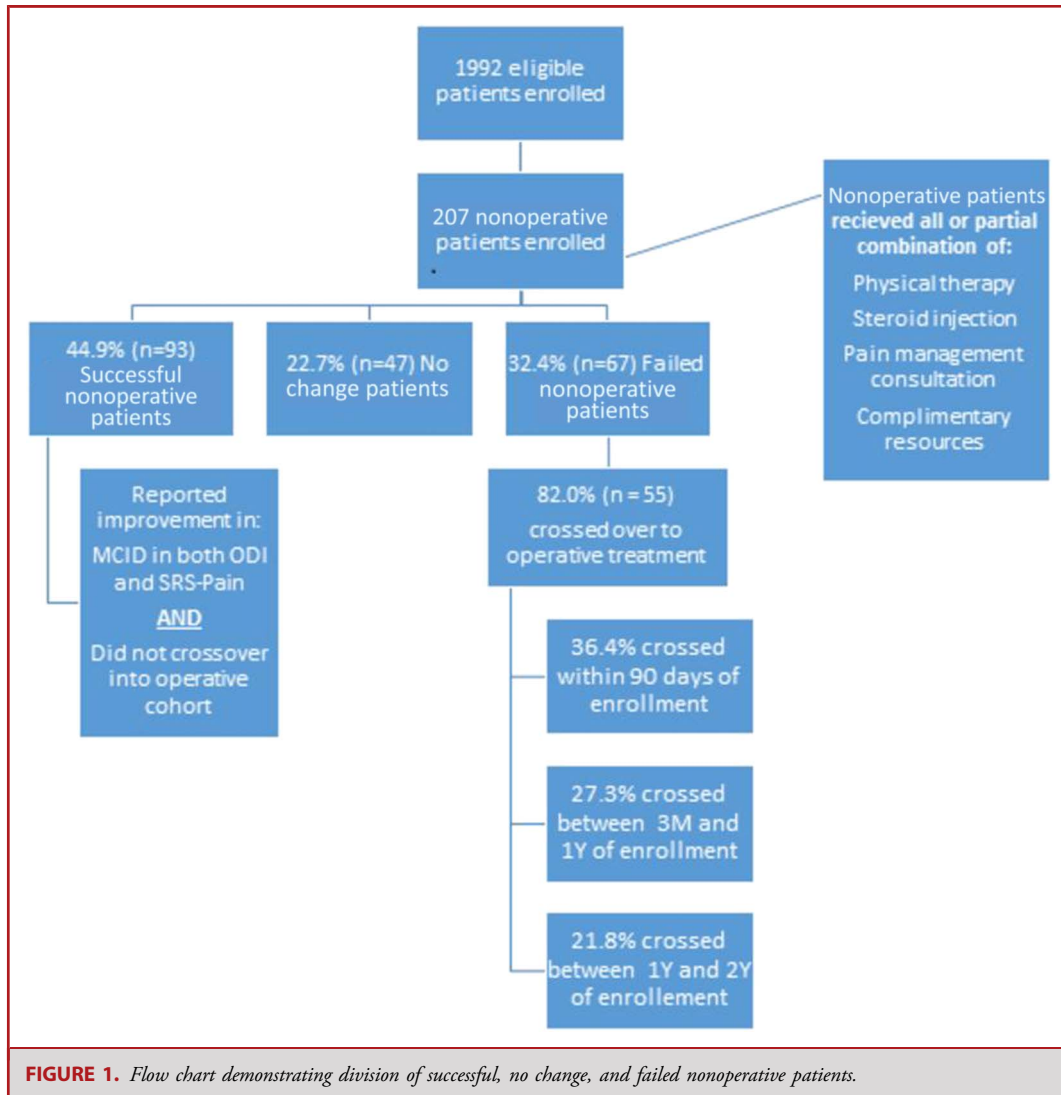 1992 eligible
patients enrolled
207 nonoperative
patients enrolled
.
Nonoperative patients
recieved all or partial
combination of:
Physical therapy
Steroid injection
Pain management
consultation
Complimentary
resources
44.9% (n=93)
Successful
nonoperative
patients
22.7% (n=47) No
change patients
32.4% (n=67) Failed
nonoperative
patients
Reported
improvement in:
MCID in both ODI
and SRS-Pain
AND
Did not crossover
into operative
cohort
82.0% (n = 55)
crossed over to
operative treatment
36.4% crossed
within 90 days of
enrollment
27.3% crossed
between 3M and
1Y of enrollment
21.8% crossed
between 1Y and 2Y
of enrollement
FIGURE 1. Flow chart demonstrating division of successful, no change, and failed nonoperative patients.